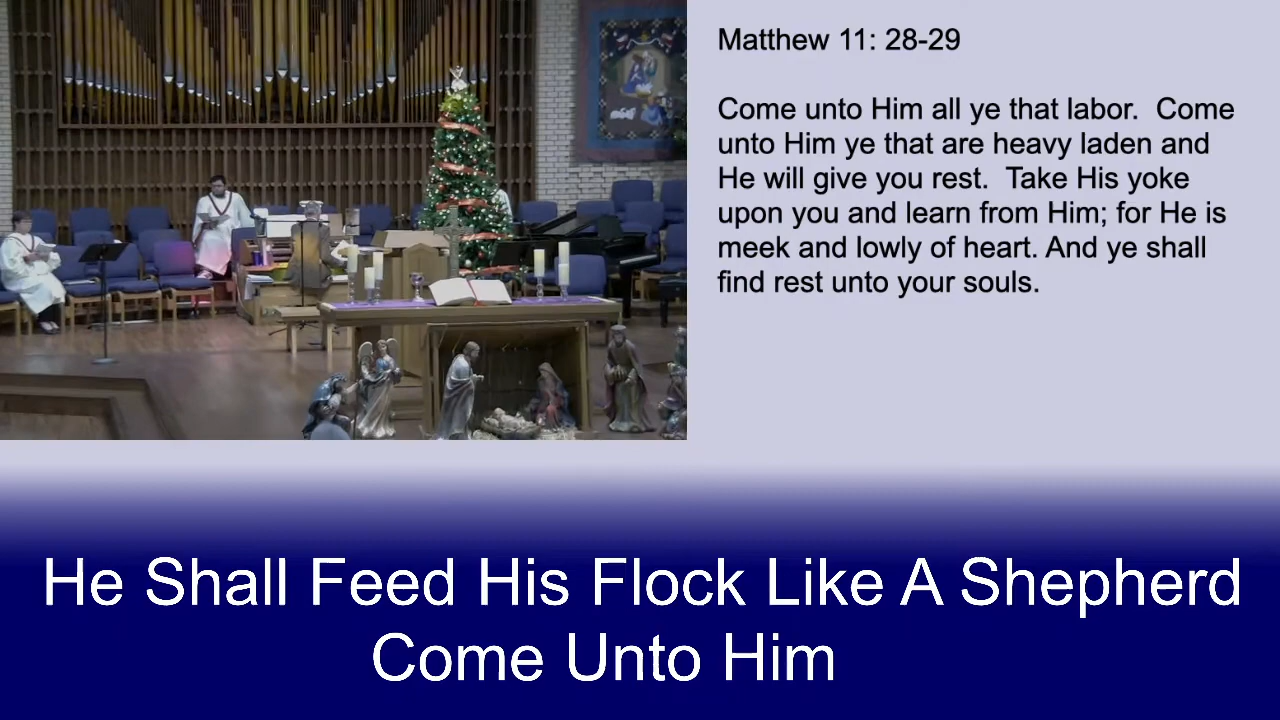 Matthew 11: 28-29
Come unto Him all ye that labor.  Come
unto Him ye that are heavy laden and
He will give you rest.  Take His yoke
upon you and learn from Him; for He is
meek and lowly of heart. And ye shall
find rest unto your souls.
He Shall Feed His Flock Like A Shepherd
Come Unto Him